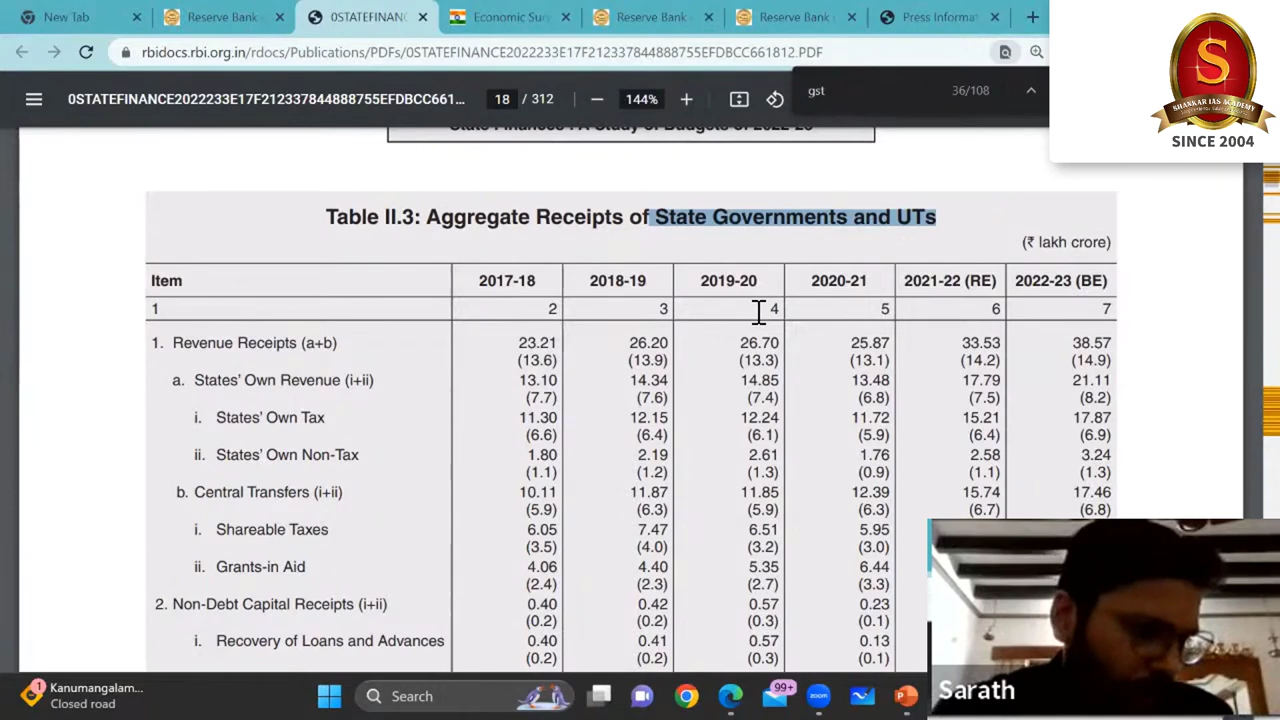 New Tab
Reserve Bank
0STATEFINANC
Economic Sur
Reserve Bank
Reserve Bank
Press Informat
rbidocs.rbi.org.in/rdocs/Publications/PDFs/0STATEFINANCE2022233E17F212337844888755EFDBCC661812.PDF
0STATEFINANCE2022233E17F212337844888755EFDBCC661... 18 / 312 144%
gst 36/108
S
SHANKAR IAS ACADEMY
SINCE 2004
State Finances : A Study of Budgets of 2022-23
Table II.3: Aggregate Receipts of State Governments and UTs
(₹ lakh crore)
Item 2017-18 2018-19 2019-20 2020-21 2021-22 (RE) 2022-23 (BE)
1 2 3 4 5 6 7
1. Revenue Receipts (a+b) 23.21 26.20 26.70 25.87 33.53 38.57
(13.6) (13.9) (13.3) (13.1) (14.2) (14.9)
a. States' Own Revenue (i+ii) 13.10 14.34 14.85 13.48 17.79 21.11
(7.7) (7.6) (7.4) (6.8) (7.5) (8.2)
i. States' Own Tax 11.30 12.15 12.24 11.72 15.21 17.87
(6.6) (6.4) (6.1) (5.9) (6.4) (6.9)
ii. States' Own Non-Tax 1.80 2.19 2.61 1.76 2.58 3.24
(1.1) (1.2) (1.3) (0.9) (1.1) (1.3)
b. Central Transfers (i+ii) 10.11 11.87 11.85 12.39 15.74 17.46
(5.9) (6.3) (5.9) (6.3) (6.7) (6.8)
i. Shareable Taxes 6.05 7.47 6.51 5.95
(3.5) (4.0) (3.2) (3.0)
ii. Grants-in Aid 4.06 4.40 5.35 6.44
(2.4) (2.3) (2.7) (3.3)
2. Non-Debt Capital Receipts (i+ii) 0.40 0.42 0.57 0.23
(0.2) (0.2) (0.3) (0.1)
i. Recovery of Loans and Advances 0.40 0.41 0.57 0.13
(0.2) (0.2) (0.3) (0.1)
Sarath
1
Kanumangalam...
Closed road
Search
99+
zoom